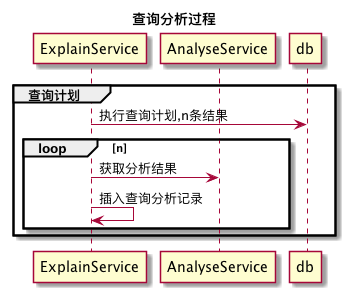 查询分析过程
ExplainService AnalyseService db
查询计划
执行查询计划,n条结果
loop [n]
获取分析结果
插入查询分析记录
ExplainService AnalyseService db